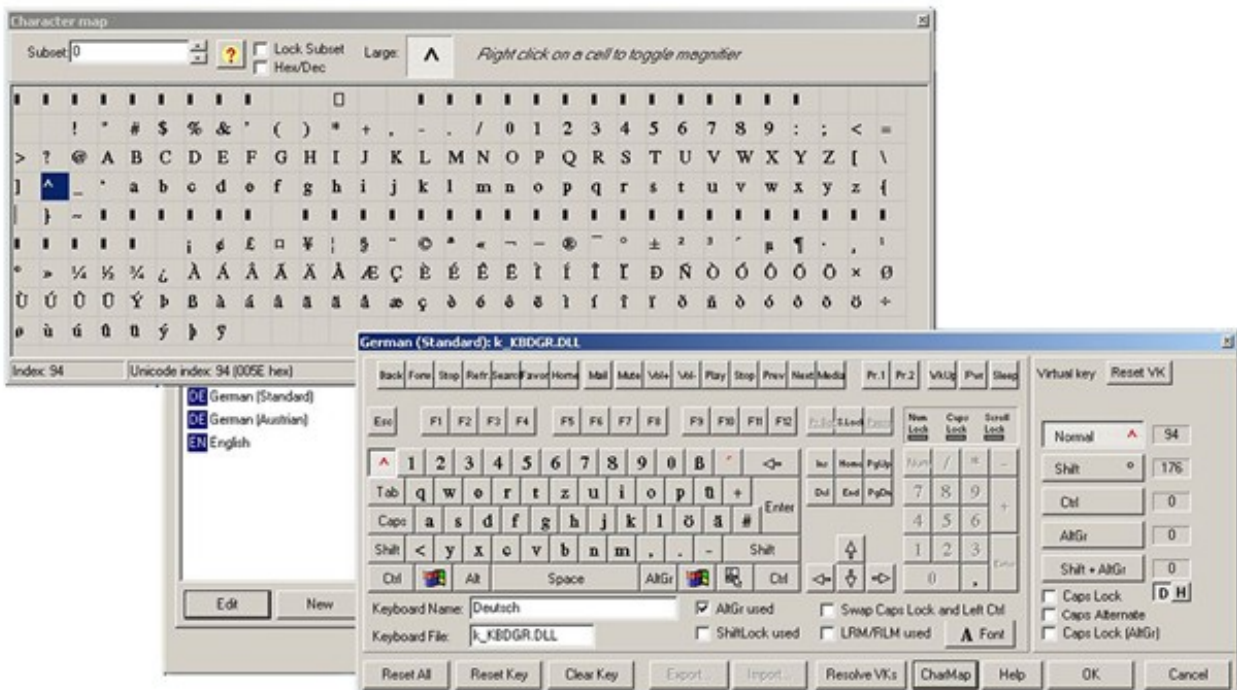 Character map
Subset: 0 Lock Subset Large: ^ Right click on a cell to toggle magnifier
Hex/Dec
! " # $ % & ' ( ) * + , - . / 0 1 2 3 4 5 6 7 8 9 : ; < =
> ? @ A B C D E F G H I J K L M N O P Q R S T U V W X Y Z [ \
] ^ _ ` a b c d e f g h i j k l m n o p q r s t u v w x y z {
| } ~
¡ ¢ £ ¤ ¥ ¦ § ¨ © ª « ¬ – ® ¯ ° ± ² ³ ´ µ ¶ · ¸ ¹
º » ¼ ½ ¾ ¿ À Á Â Ã Ä Å Æ Ç È É Ê Ë Ì Í Î Ï Ð Ñ Ò Ó Ô Õ Ö × Ø
Ù Ú Û Ü Ý Þ ß à á â ã ä å æ ç è é ê ë ì í î ï ð ñ ò ó ô õ ö ÷
ø ù ú û ü ý þ ÿ
Index: 94 Unicode index: 94 (005E hex)
DE German (Standard)
DE German (Austrian)
EN English
Edit New
German (Standard): k_KBDGR.DLL
Back Forw Stop Refr. Searc Favor Home Mail Mute Vol+ Vol- Play Stop Prev Next Media Pr.1 Pr.2 WkUp Pwr Sleep Virtual key Reset VK
Esc F1 F2 F3 F4 F5 F6 F7 F8 F9 F10 F11 F12 S.Lock Num Lock Caps Lock Scroll Lock
^ 1 2 3 4 5 6 7 8 9 0 ß ´ Ins Home PgUp Num / * - Normal ^ 94
Tab q w e r t z u i o p ü + Enter Del End PgDn 7 8 9 + Shift ° 176
Caps a s d f g h j k l ö ä # 4 5 6 Ctrl 0
Shift < y x c v b n m , . - Shift 1 2 3 Enter AltGr 0
Ctrl Alt Space AltGr Ctrl 0 , Shift + AltGr 0
Caps Lock D H
Keyboard Name: Deutsch AltGr used Swap Caps Lock and Left Ctrl Caps Alternate
Keyboard File: k_KBDGR.DLL ShiftLock used LRM/RLM used A Font Caps Lock (AltGr)
Reset All Reset Key Clear Key Export... Import... Resolve VKs CharMap Help OK Cancel